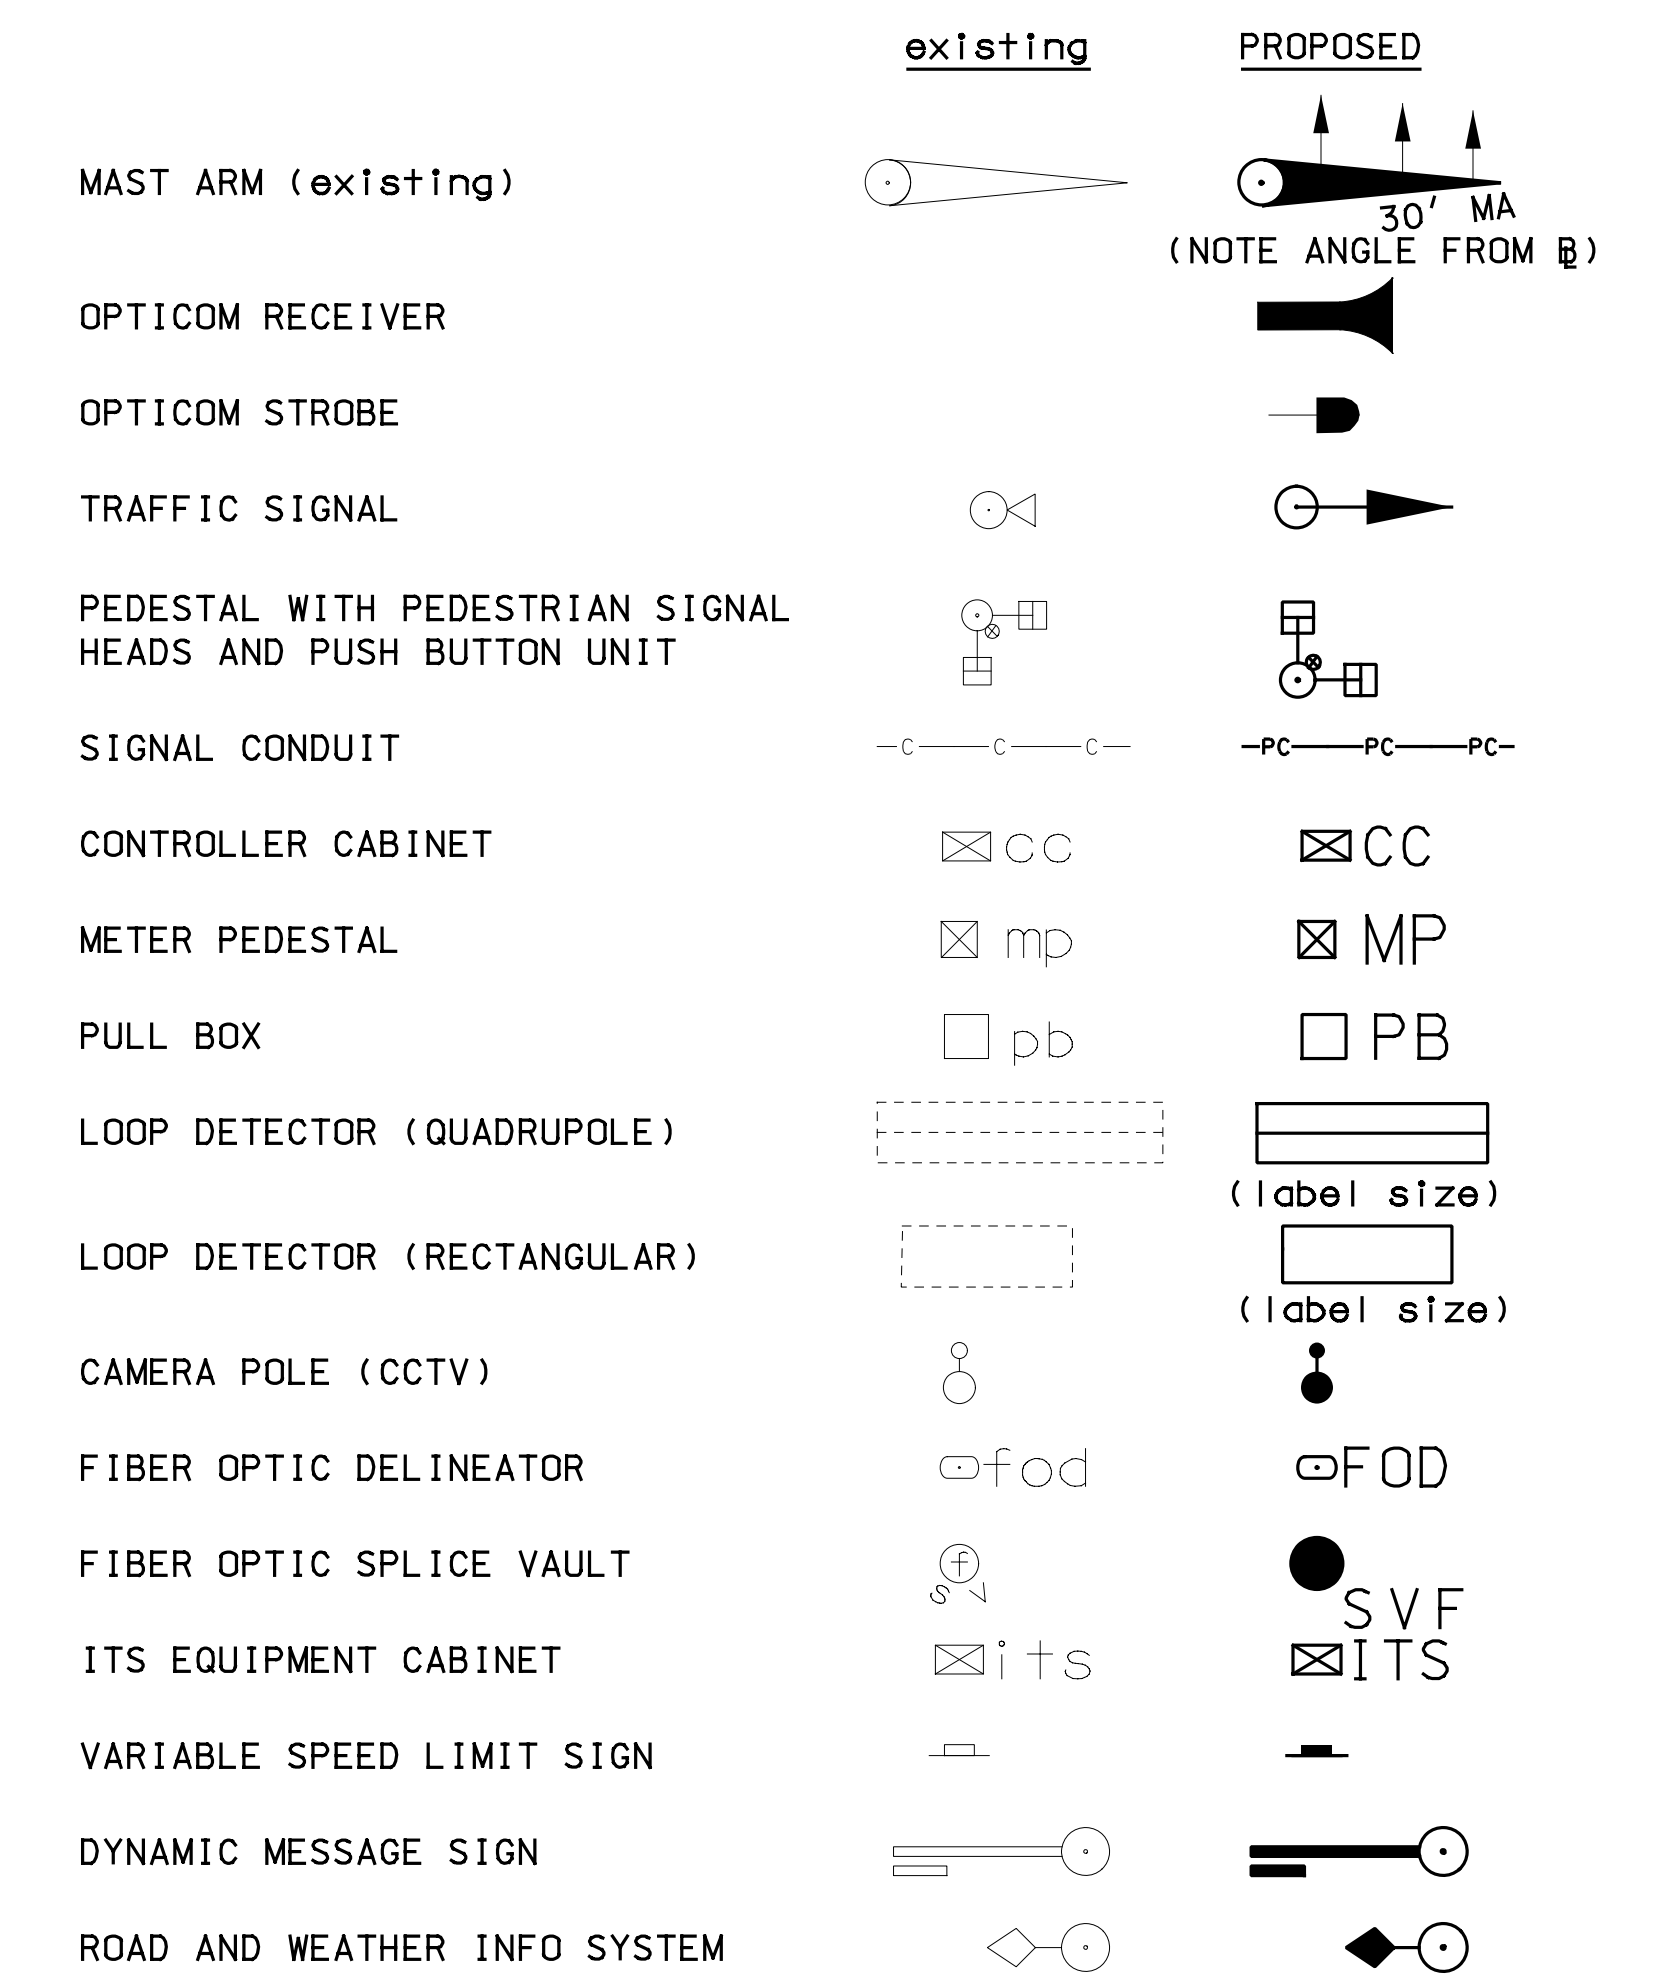 existing PROPOSED
MAST ARM (existing)
30' MA
(NOTE ANGLE FROM BL)
OPTICOM RECEIVER
OPTICOM STROBE
TRAFFIC SIGNAL
PEDESTAL WITH PEDESTRIAN SIGNAL
HEADS AND PUSH BUTTON UNIT
SIGNAL CONDUIT C C C PC PC PC
CONTROLLER CABINET cc CC
METER PEDESTAL mp MP
PULL BOX pb PB
LOOP DETECTOR (QUADRUPOLE)
(label size)
LOOP DETECTOR (RECTANGULAR)
(label size)
CAMERA POLE (CCTV)
FIBER OPTIC DELINEATOR fod FOD
FIBER OPTIC SPLICE VAULT f
s v SVF
ITS EQUIPMENT CABINET its ITS
VARIABLE SPEED LIMIT SIGN
DYNAMIC MESSAGE SIGN
ROAD AND WEATHER INFO SYSTEM